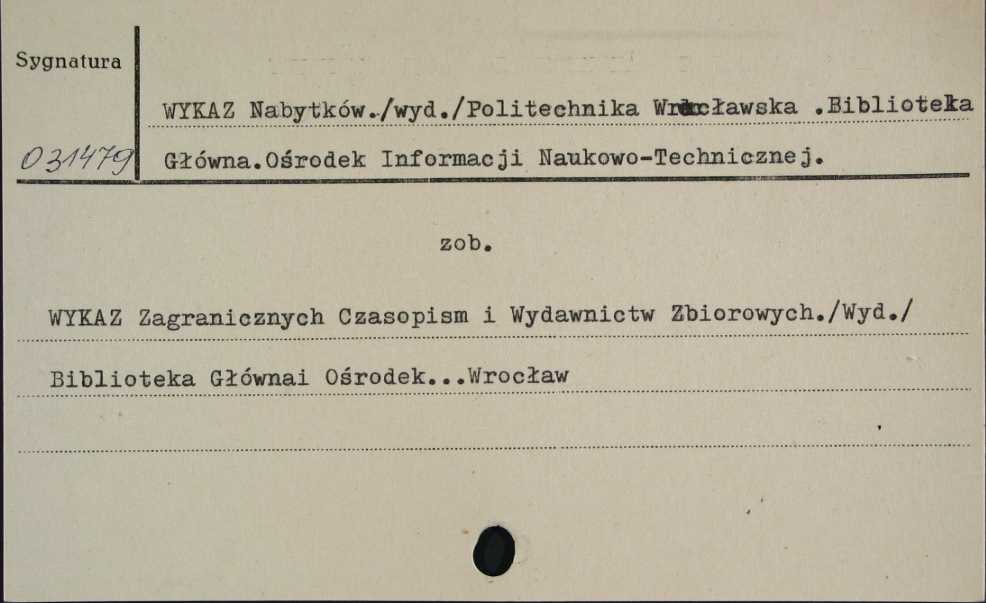 Sygnatura
WYKAZ Nabytków./wyd./Politechnika Wrocławska .Biblioteka
031479 Główna.Ośrodek Informacji Naukowo-Technicznej.
zob.
WYKAZ Zagranicznych Czasopism i Wydawnictw Zbiorowych./Wyd./
Biblioteka Głównai Ośrodek...Wrocław